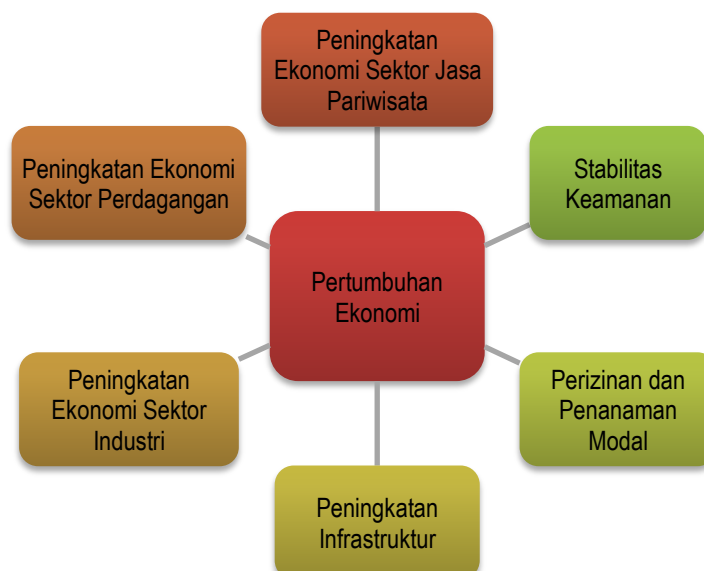 Peningkatan
Ekonomi Sektor Jasa
Pariwisata
Peningkatan Ekonomi
Sektor Perdagangan
Stabilitas
Keamanan
Pertumbuhan
Ekonomi
Peningkatan
Ekonomi Sektor
Industri
Perizinan dan
Penanaman
Modal
Peningkatan
Infrastruktur